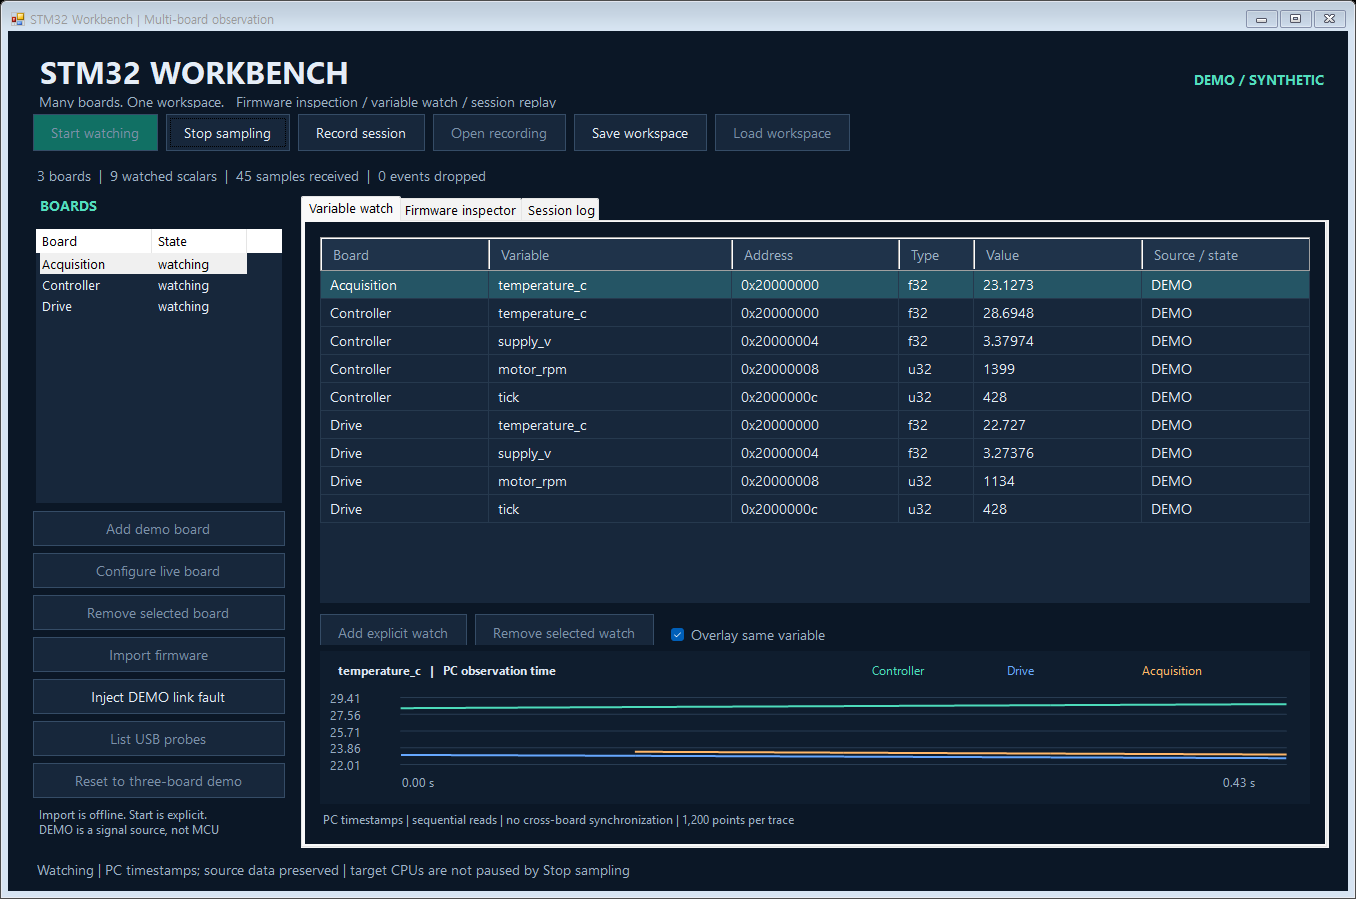 STM32 Workbench | Multi-board observation
STM32 WORKBENCH
DEMO / SYNTHETIC
Many boards. One workspace.   Firmware inspection / variable watch / session replay
Start watching
Stop sampling
Record session
Open recording
Save workspace
Load workspace
3 boards  |  9 watched scalars  |  45 samples received  |  0 events dropped
BOARDS
Board State
Acquisition watching
Controller watching
Drive watching
Add demo board
Configure live board
Remove selected board
Import firmware
Inject DEMO link fault
List USB probes
Reset to three-board demo
Import is offline. Start is explicit.
DEMO is a signal source, not MCU
Variable watch Firmware inspector Session log
Board Variable Address Type Value Source / state
Acquisition temperature_c 0x20000000 f32 23.1273 DEMO
Controller temperature_c 0x20000000 f32 28.6948 DEMO
Controller supply_v 0x20000004 f32 3.37974 DEMO
Controller motor_rpm 0x20000008 u32 1399 DEMO
Controller tick 0x2000000c u32 428 DEMO
Drive temperature_c 0x20000000 f32 22.727 DEMO
Drive supply_v 0x20000004 f32 3.27376 DEMO
Drive motor_rpm 0x20000008 u32 1134 DEMO
Drive tick 0x2000000c u32 428 DEMO
Add explicit watch
Remove selected watch
Overlay same variable
temperature_c  |  PC observation time
Controller Drive Acquisition
29.41
27.56
25.71
23.86
22.01
0.00 s 0.43 s
PC timestamps | sequential reads | no cross-board synchronization | 1,200 points per trace
Watching | PC timestamps; source data preserved | target CPUs are not paused by Stop sampling